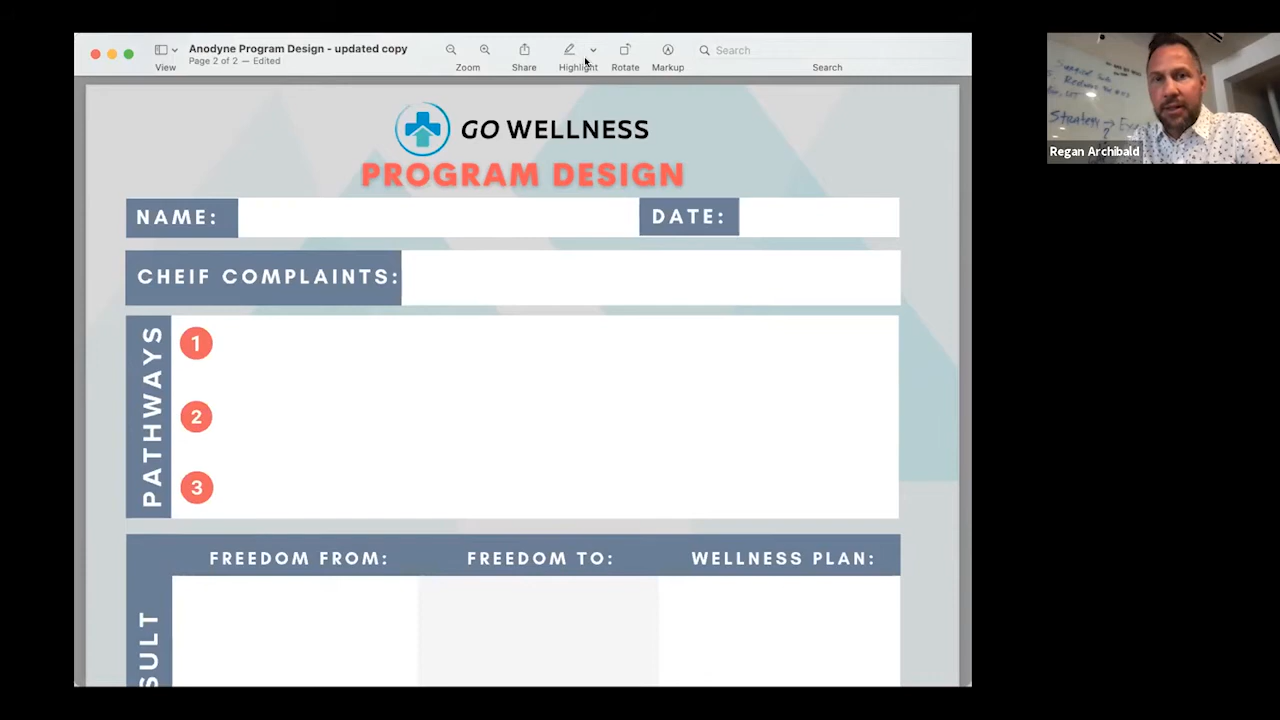 Anodyne Program Design - updated copy
Page 2 of 2 — Edited
View
Zoom
Share
Highlight
Rotate
Markup
Search
Search
GO WELLNESS
PROGRAM DESIGN
NAME:
DATE:
CHEIF COMPLAINTS:
PATHWAYS
1
2
3
FREEDOM FROM:
FREEDOM TO:
WELLNESS PLAN:
SULT
Strategy →
Regan Archibald